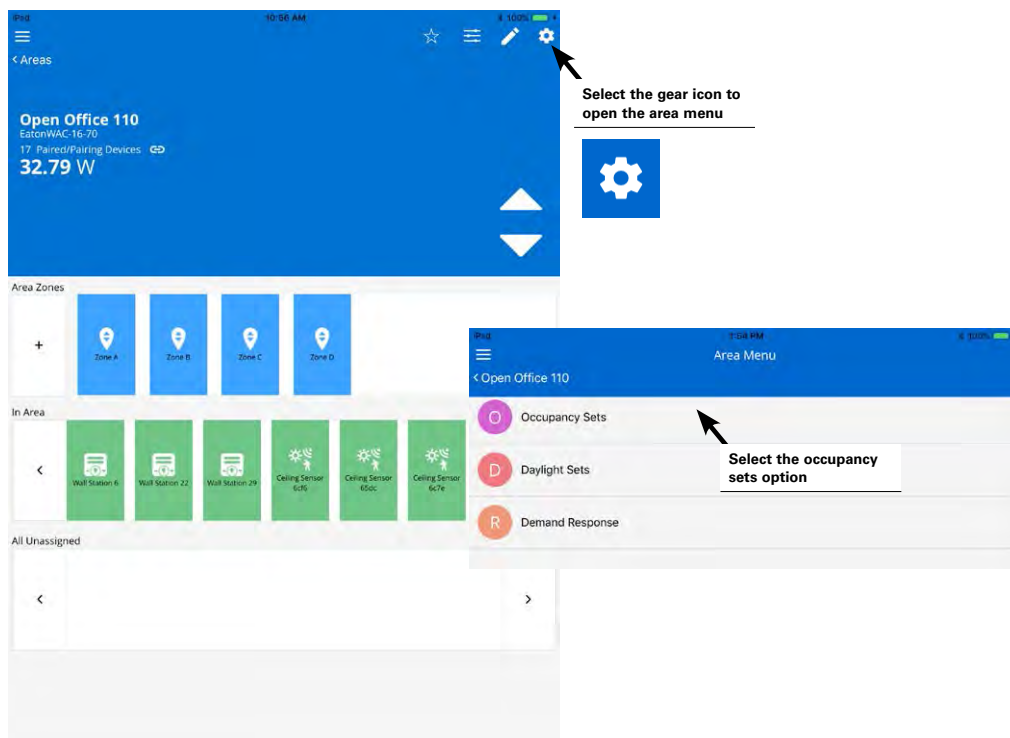 iPad 10:56 AM 100%
< Areas
Open Office 110
EatonWAC-16-70
17 Paired/Pairing Devices
32.79 W
Select the gear icon to
open the area menu
Area Zones
+
Zone A
Zone B
Zone C
Zone D
In Area
<
Wall Station 6
Wall Station 22
Wall Station 29
Ceiling Sensor
6cf6
Ceiling Sensor
65dc
Ceiling Sensor
6c7e
All Unassigned
< >
iPad 100%
Area Menu
< Open Office 110
O Occupancy Sets
D Daylight Sets
R Demand Response
Select the occupancy
sets option